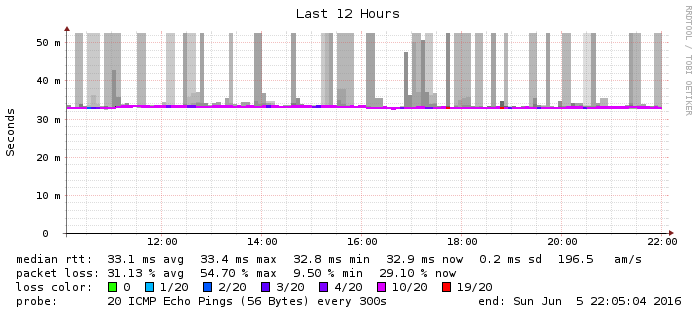 Last 12 Hours
RRDTOOL / TOBI OETIKER
Seconds
50 m
40 m
30 m
20 m
10 m
0
12:00 14:00 16:00 18:00 20:00 22:00
median rtt: 33.1 ms avg 33.4 ms max 32.8 ms min 32.9 ms now 0.2 ms sd 196.5 am/s
packet loss: 31.13 % avg 54.70 % max 9.50 % min 29.10 % now
loss color: 0 1/20 2/20 3/20 4/20 10/20 19/20
probe: 20 ICMP Echo Pings (56 Bytes) every 300s end: Sun Jun 5 22:05:04 2016